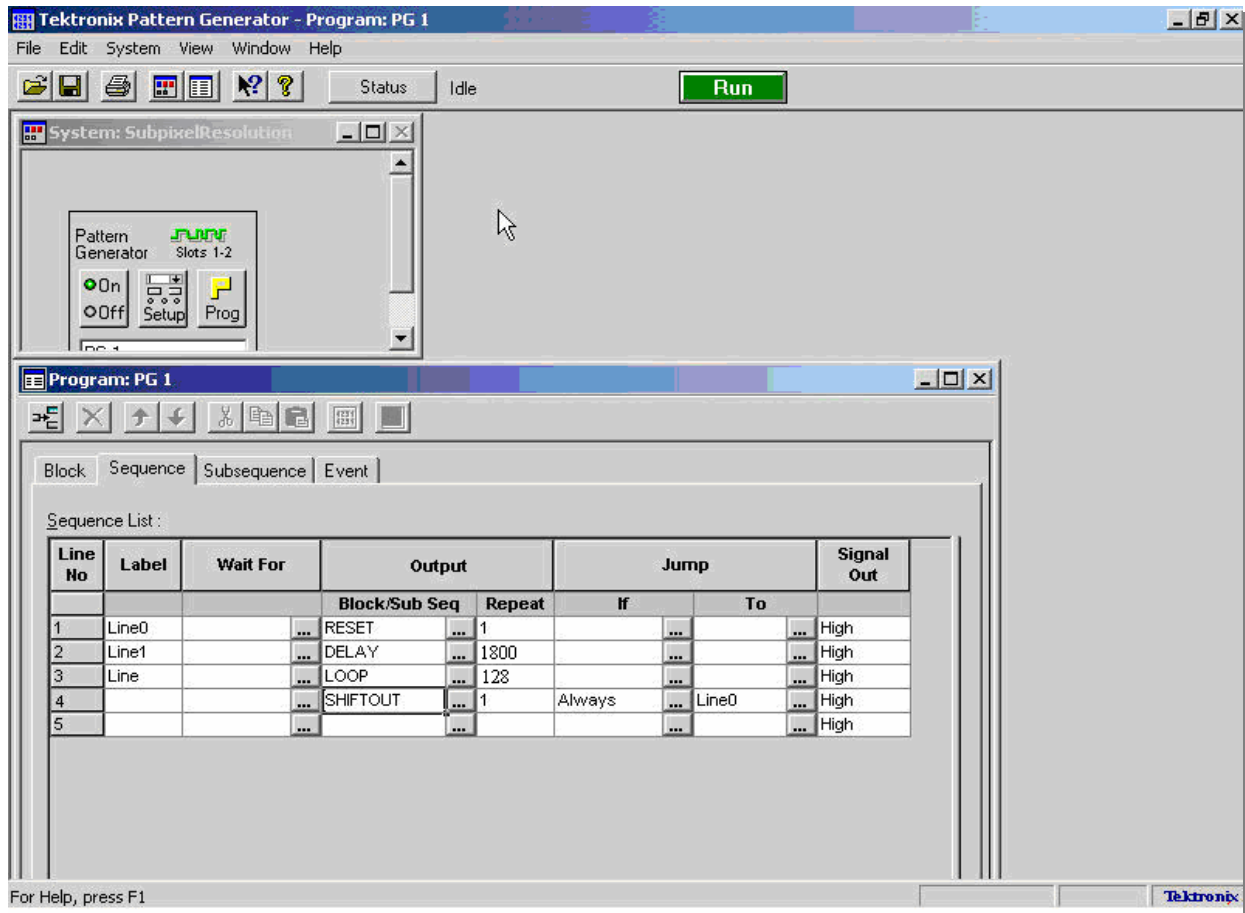 Tektronix Pattern Generator - Program: PG 1
File Edit System View Window Help
Status Idle Run
System: SubpixelResolution
Pattern
Generator Slots 1-2
On
Off Setup Prog
Program: PG 1
Block Sequence Subsequence Event
Sequence List :
Line No Label Wait For Output Jump Signal Out
Block/Sub Seq Repeat If To
1 Line0 ... RESET ... 1 ... ... High
2 Line1 ... DELAY ... 1800 ... ... High
3 Line ... LOOP ... 128 ... ... High
4 ... SHIFTOUT ... 1 Always ... Line0 ... High
5 ... ... ... ... High
For Help, press F1 Tektronix